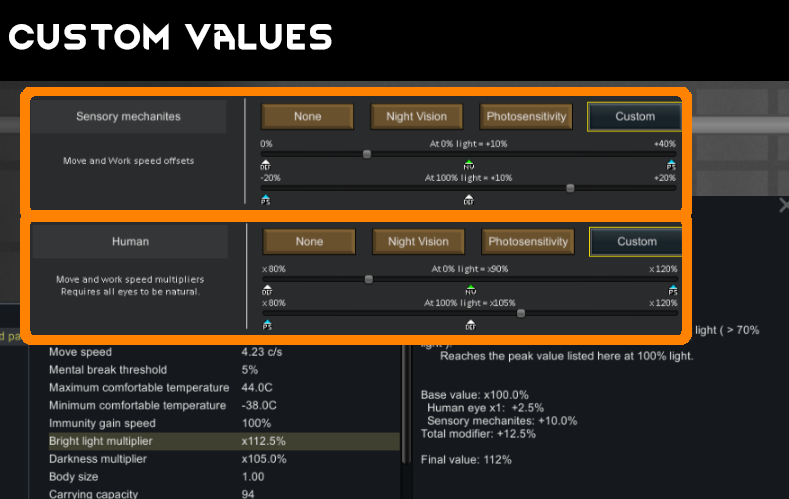 CUSTOM VALUES
Sensory mechanites
None
Night Vision
Photosensitivity
Custom
Move and Work speed offsets
0%
At 0% light = +10%
+40%
DEF
NV
PS
-20%
At 100% light = +10%
+20%
PS
DEF
Human
None
Night Vision
Photosensitivity
Custom
Move and work speed multipliers
Requires all eyes to be natural.
x80%
At 0% light = x90%
x120%
DEF
NV
PS
x80%
At 100% light = x105%
x120%
PS
DEF
light ( > 70%
Reaches the peak value listed here at 100% light.
Move speed 4.23 c/s
Mental break threshold 5%
Maximum comfortable temperature 44.0C
Minimum comfortable temperature -38.0C
Immunity gain speed 100%
Bright light multiplier x112.5%
Darkness multiplier x105.0%
Body size 1.00
Carrying capacity 94
Base value: x100.0%
Human eye x1: +2.5%
Sensory mechanites: +10.0%
Total modifier: +12.5%
Final value: 112%